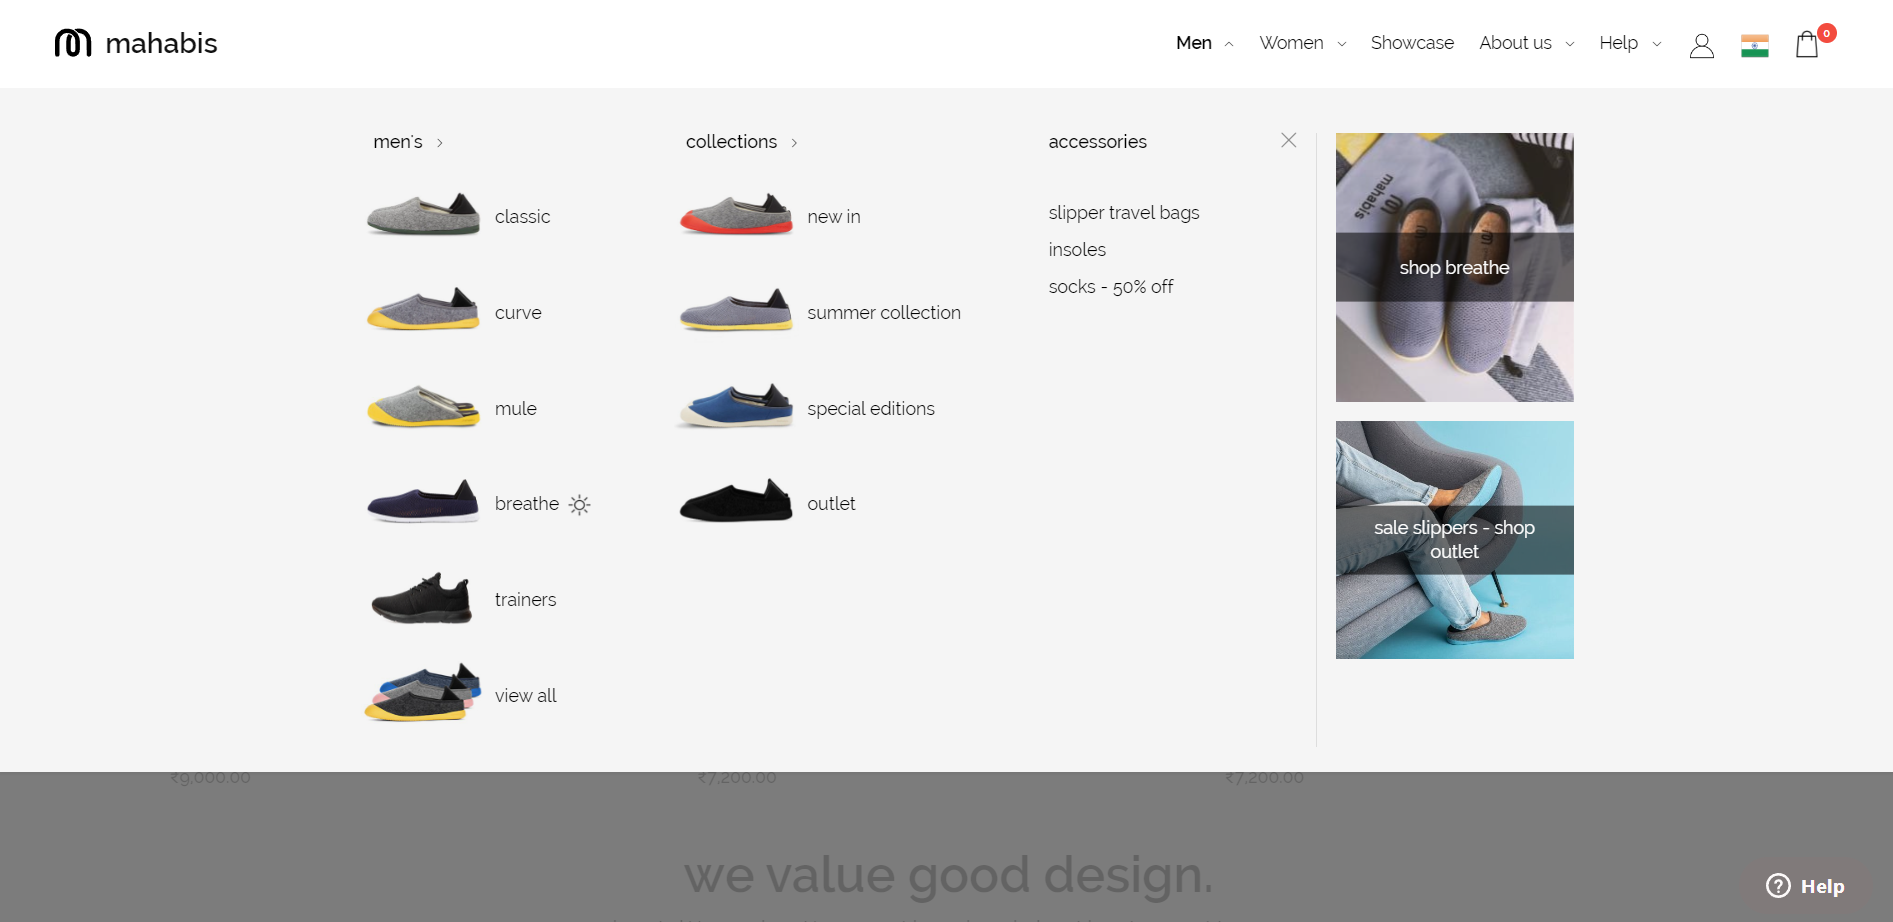 mahabis
Men
Women
Showcase
About us
Help
0
men's
classic
curve
mule
breathe
trainers
view all
collections
new in
summer collection
special editions
outlet
accessories
slipper travel bags
insoles
socks - 50% off
mahabis
shop breathe
sale slippers - shop
outlet
₹9,000.00
₹7,200.00
₹7,200.00
we value good design.
? Help